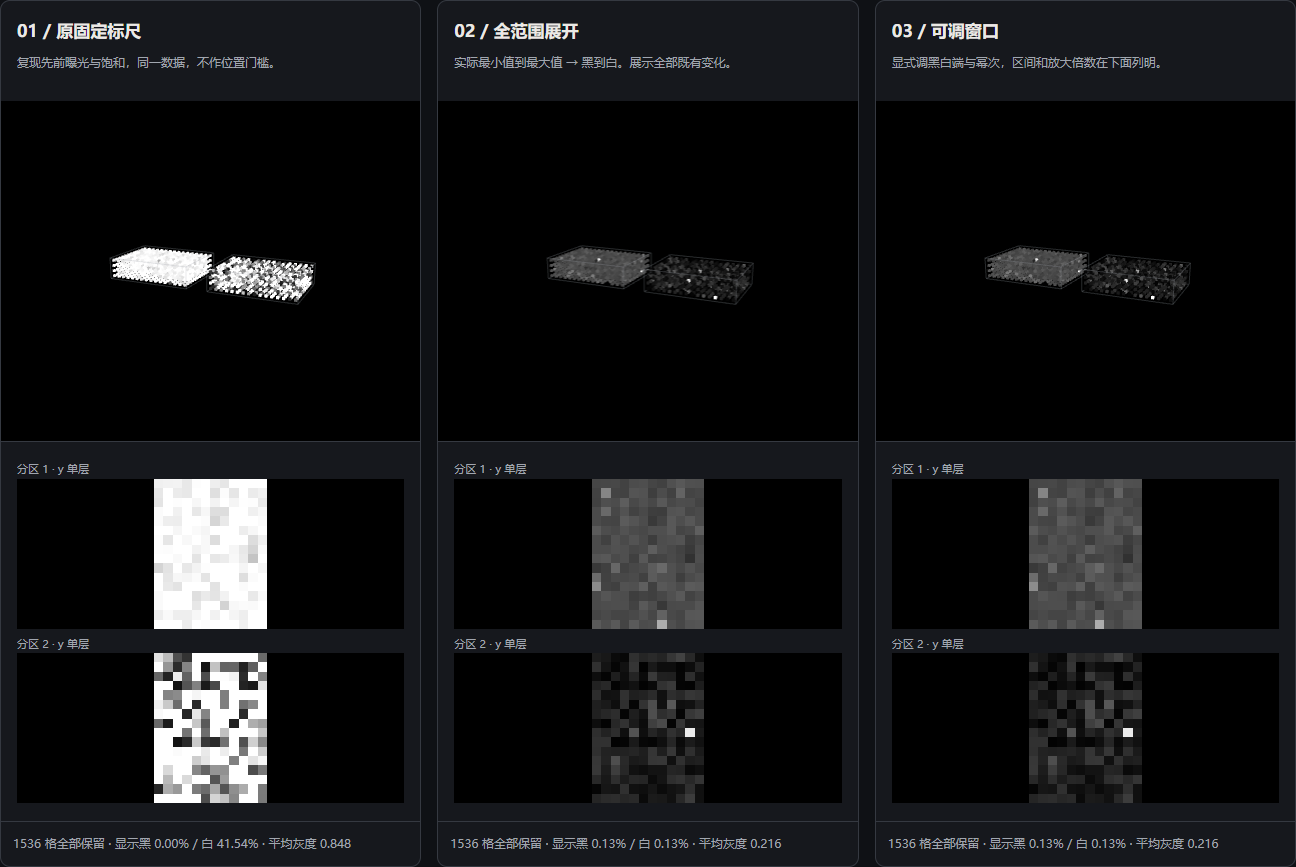 01 / 原固定标尺
复现先前曝光与饱和，同一数据，不作位置门槛。
分区 1 · y 单层
分区 2 · y 单层
1536 格全部保留 · 显示黑 0.00% / 白 41.54% · 平均灰度 0.848
02 / 全范围展开
实际最小值到最大值 → 黑到白。展示全部既有变化。
分区 1 · y 单层
分区 2 · y 单层
1536 格全部保留 · 显示黑 0.13% / 白 0.13% · 平均灰度 0.216
03 / 可调窗口
显式调黑白端与幂次，区间和放大倍数在下面列明。
分区 1 · y 单层
分区 2 · y 单层
1536 格全部保留 · 显示黑 0.13% / 白 0.13% · 平均灰度 0.216